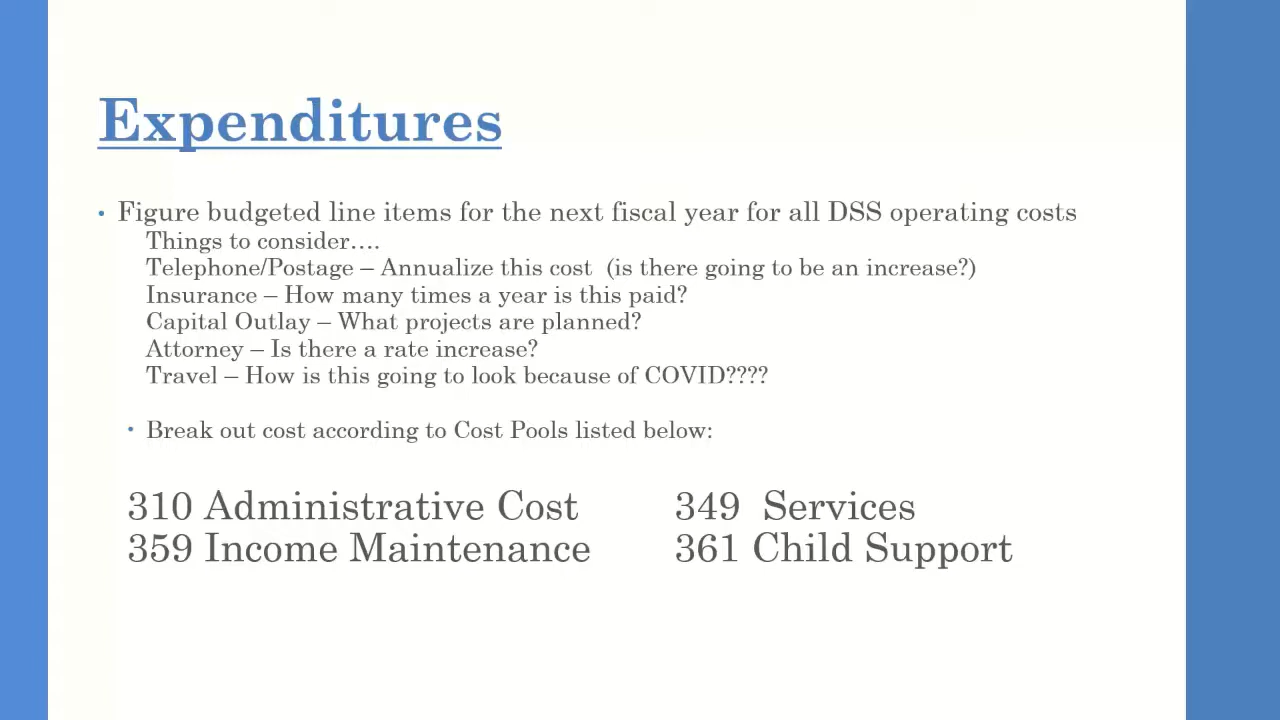 Expenditures
• Figure budgeted line items for the next fiscal year for all DSS operating costs
Things to consider….
Telephone/Postage – Annualize this cost  (is there going to be an increase?)
Insurance – How many times a year is this paid?
Capital Outlay – What projects are planned?
Attorney – Is there a rate increase?
Travel – How is this going to look because of COVID????
• Break out cost according to Cost Pools listed below:
310 Administrative Cost 349  Services
359 Income Maintenance 361 Child Support